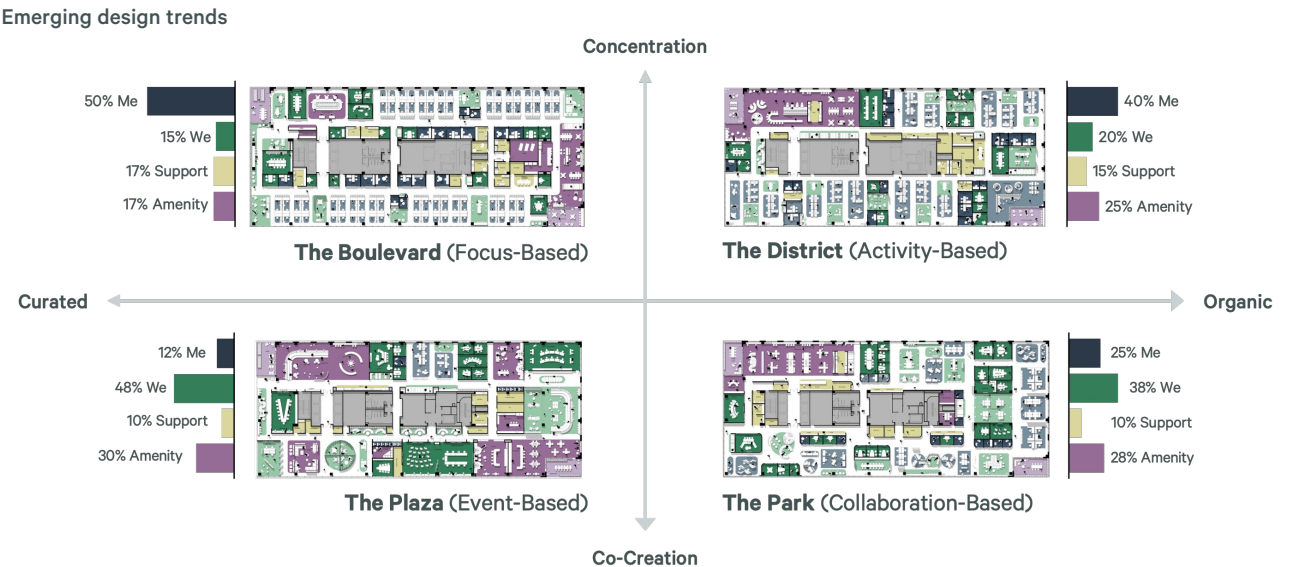 Emerging design trends
Concentration
50% Me
15% We
17% Support
17% Amenity
The Boulevard (Focus-Based)
40% Me
20% We
15% Support
25% Amenity
The District (Activity-Based)
Curated
Organic
12% Me
48% We
10% Support
30% Amenity
The Plaza (Event-Based)
25% Me
38% We
10% Support
28% Amenity
The Park (Collaboration-Based)
Co-Creation